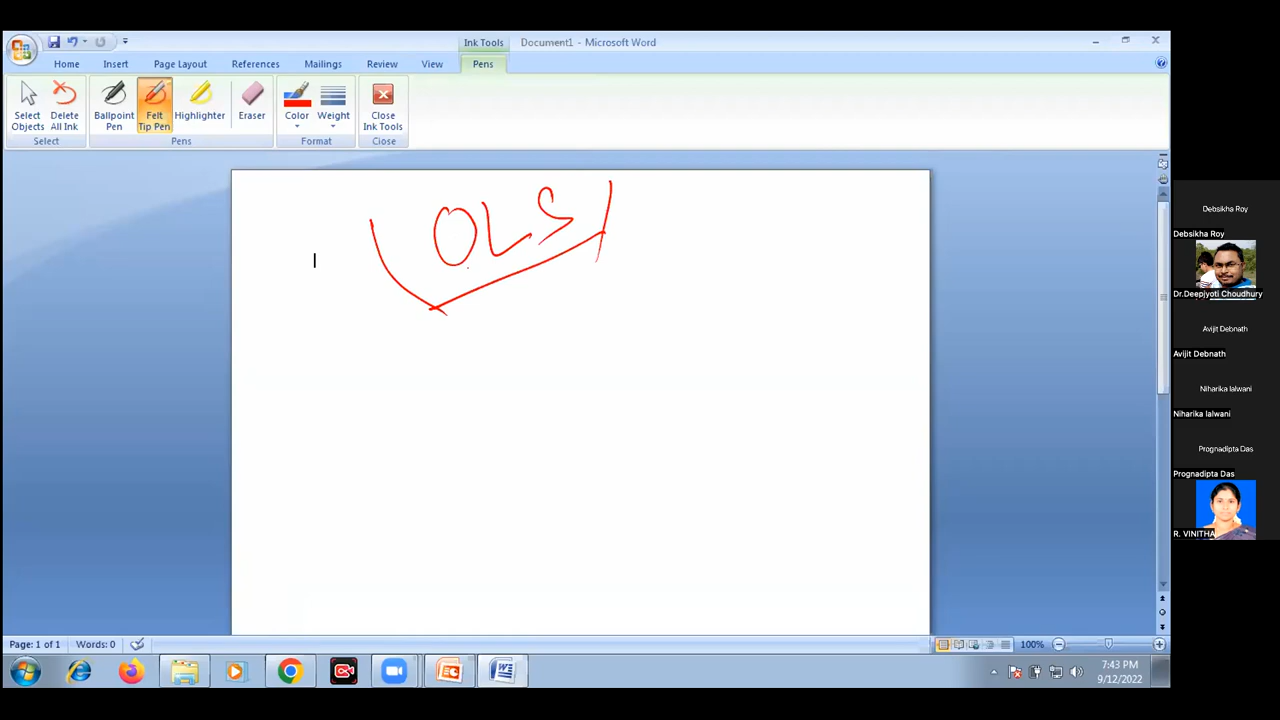 Ink Tools Document1 - Microsoft Word
Home Insert Page Layout References Mailings Review View Pens
Select Objects Delete All Ink Ballpoint Pen Felt Tip Pen Highlighter Eraser Color Weight Close Ink Tools
Select Pens Format Close
OLS
Debsikha Roy
Debsikha Roy
Dr.Deepjyoti Choudhury
Avijit Debnath
Avijit Debnath
Niharika lalwani
Niharika lalwani
Prognadipta Das
Prognadipta Das
R. VINITHA
Page: 1 of 1 Words: 0 100%
7:43 PM
9/12/2022